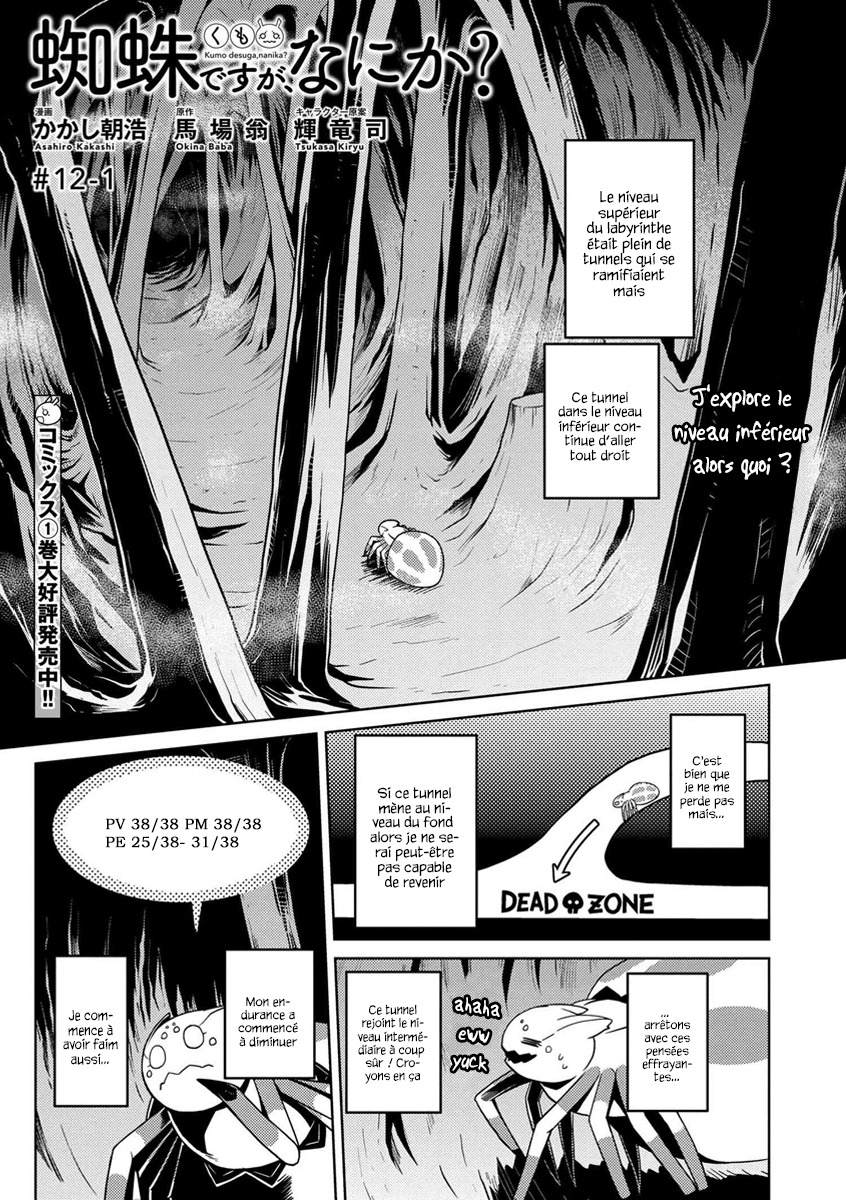 くも
Kumo desuga,nanika?
蜘蛛ですが、なにか?
漫画
かかし朝浩
Asahiro Kakashi
原作
馬場翁
Okina Baba
キャラクター原案
輝竜司
Tsukasa Kiryu
#12-1
コミックス①巻大好評発売中!!
Le niveau
supérieur
du labyrinthe
était plein de
tunnels qui se
ramifiaient
mais
Ce tunnel
dans le niveau
inférieur con-
tinue d'aller
tout droit
J'explore le
niveau inférieur
alors quoi ?
C'est
bien que
je ne me
perde pas
mais...
Si ce tunnel
mène au ni-
veau du fond
alors je ne se-
rai peut-être
pas capable
de revenir
DEAD ZONE
...
arrêtons
avec ces
pensées
effrayan-
tes...
ahaha
eww
yuck
Ce tunnel
rejoint le ni-
veau intermé-
diaire à coup
sûr ! Cro-
yons en ça
PV 38/38 PM 38/38
PE 25/38- 31/38
Mon en-
durance a
commencé
à diminuer
Je com-
mence à
avoir faim
aussi...